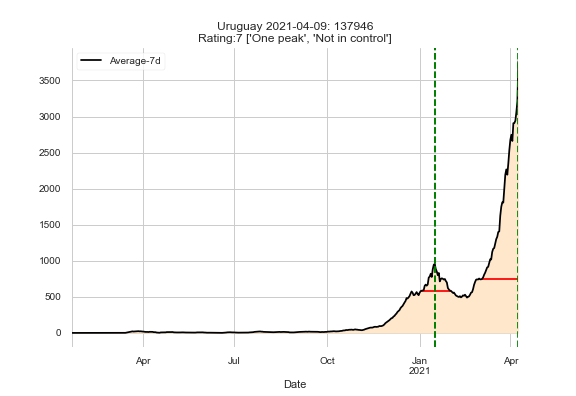 Uruguay 2021-04-09: 137946
Rating:7 ['One peak', 'Not in control']
Average-7d
3500
3000
2500
2000
1500
1000
500
0
Apr
Jul
Oct
Jan
2021
Apr
Date